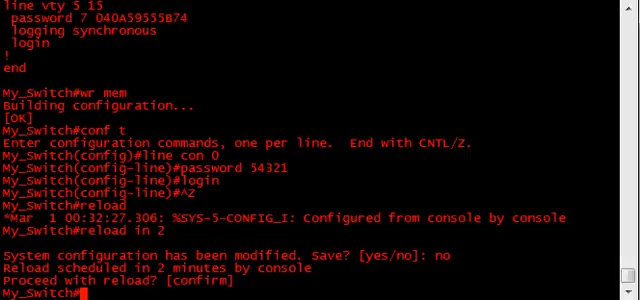 line vty 5 15
password 7 040A59555B74
logging synchronous
login
!
end
My_Switch#wr mem
Building configuration...
[OK]
My_Switch#conf t
Enter configuration commands, one per line.  End with CNTL/Z.
My_Switch(config)#line con 0
My_Switch(config-line)#password 54321
My_Switch(config-line)#login
My_Switch(config-line)#^Z
My_Switch#reload
*Mar  1 00:32:27.306: %SYS-5-CONFIG_I: Configured from console by console
My_Switch#reload in 2
System configuration has been modified. Save? [yes/no]: no
Reload scheduled in 2 minutes by console
Proceed with reload? [confirm]
My_Switch#